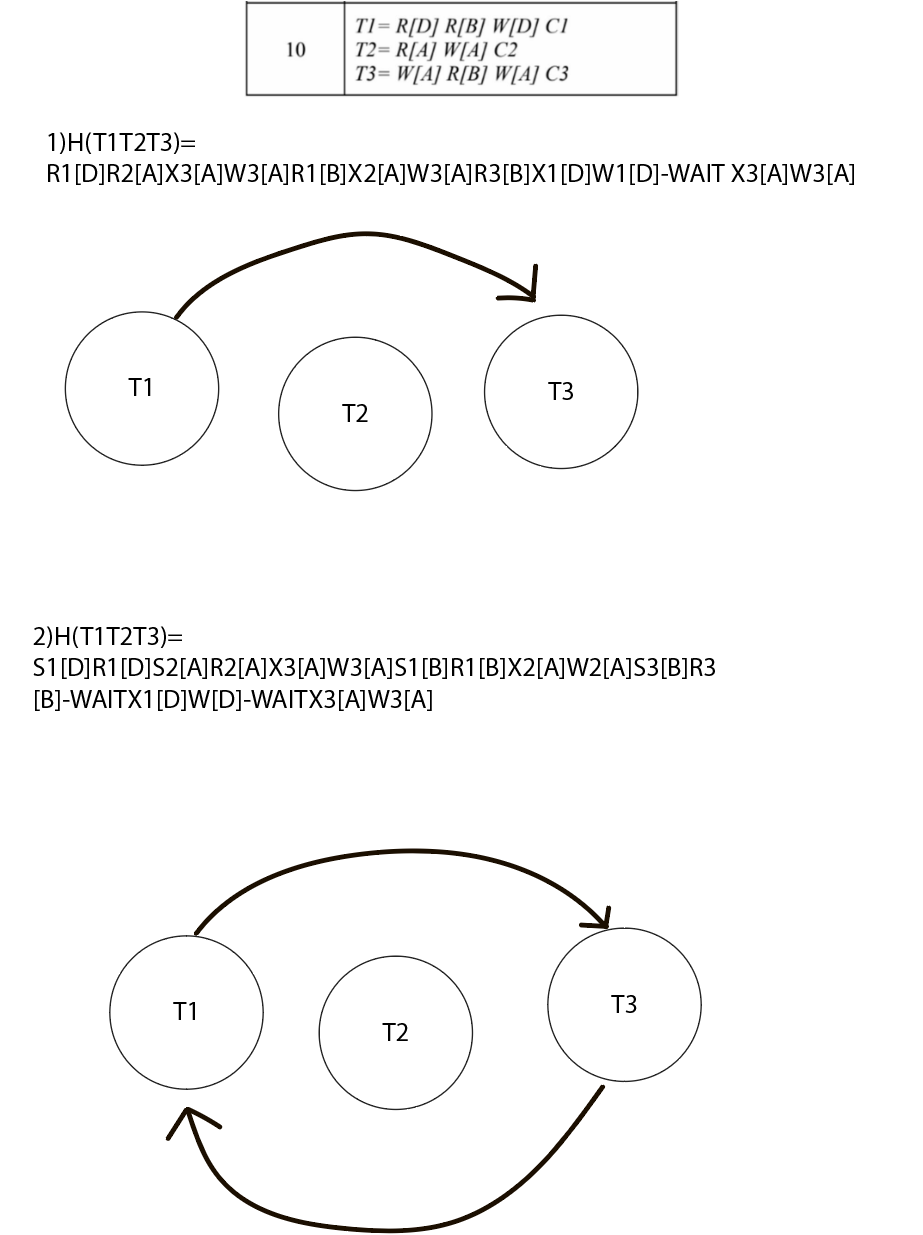 10
T1= R[D] R[B] W[D] C1
T2= R[A] W[A] C2
T3= W[A] R[B] W[A] C3
1)H(T1T2T3)=
R1[D]R2[A]X3[A]W3[A]R1[B]X2[A]W3[A]R3[B]X1[D]W1[D]-WAIT X3[A]W3[A]
T1
T2
T3
2)H(T1T2T3)=
S1[D]R1[D]S2[A]R2[A]X3[A]W3[A]S1[B]R1[B]X2[A]W2[A]S3[B]R3
[B]-WAITX1[D]W[D]-WAITX3[A]W3[A]
T1
T2
T3